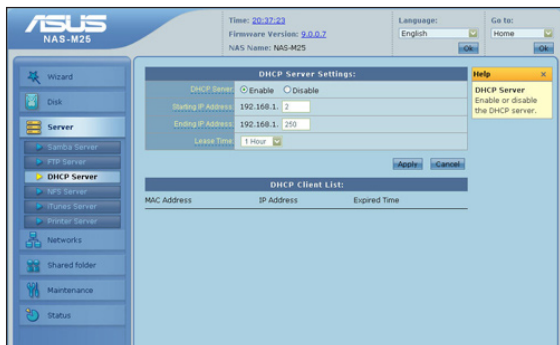 ASUS
NAS-M25
Time: 20:37:23
Firmware Version: 9.0.0.7
NAS Name: NAS-M25
Language:
English
Ok
Go to:
Home
Ok
Wizard
Disk
Server
Samba Server
FTP Server
DHCP Server
NFS Server
iTunes Server
Printer Server
Networks
Shared folder
Maintenance
Status
DHCP Server Settings:
DHCP Server: Enable Disable
Starting IP Address: 192.168.1. 2
Ending IP Address: 192.168.1. 250
Lease Time: 1 Hour
Apply Cancel
DHCP Client List:
MAC Address IP Address Expired Time
Help ×
DHCP Server
Enable or disable
the DHCP server.